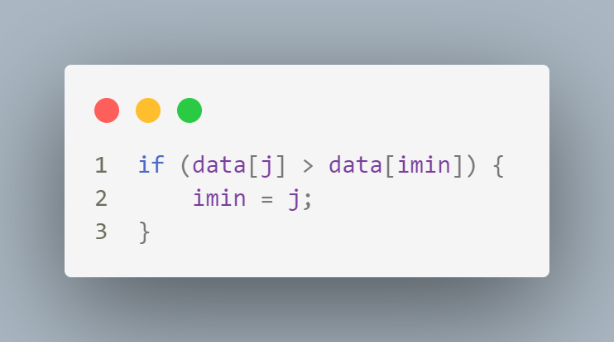 1 if (data[j] > data[imin]) {
2     imin = j;
3 }